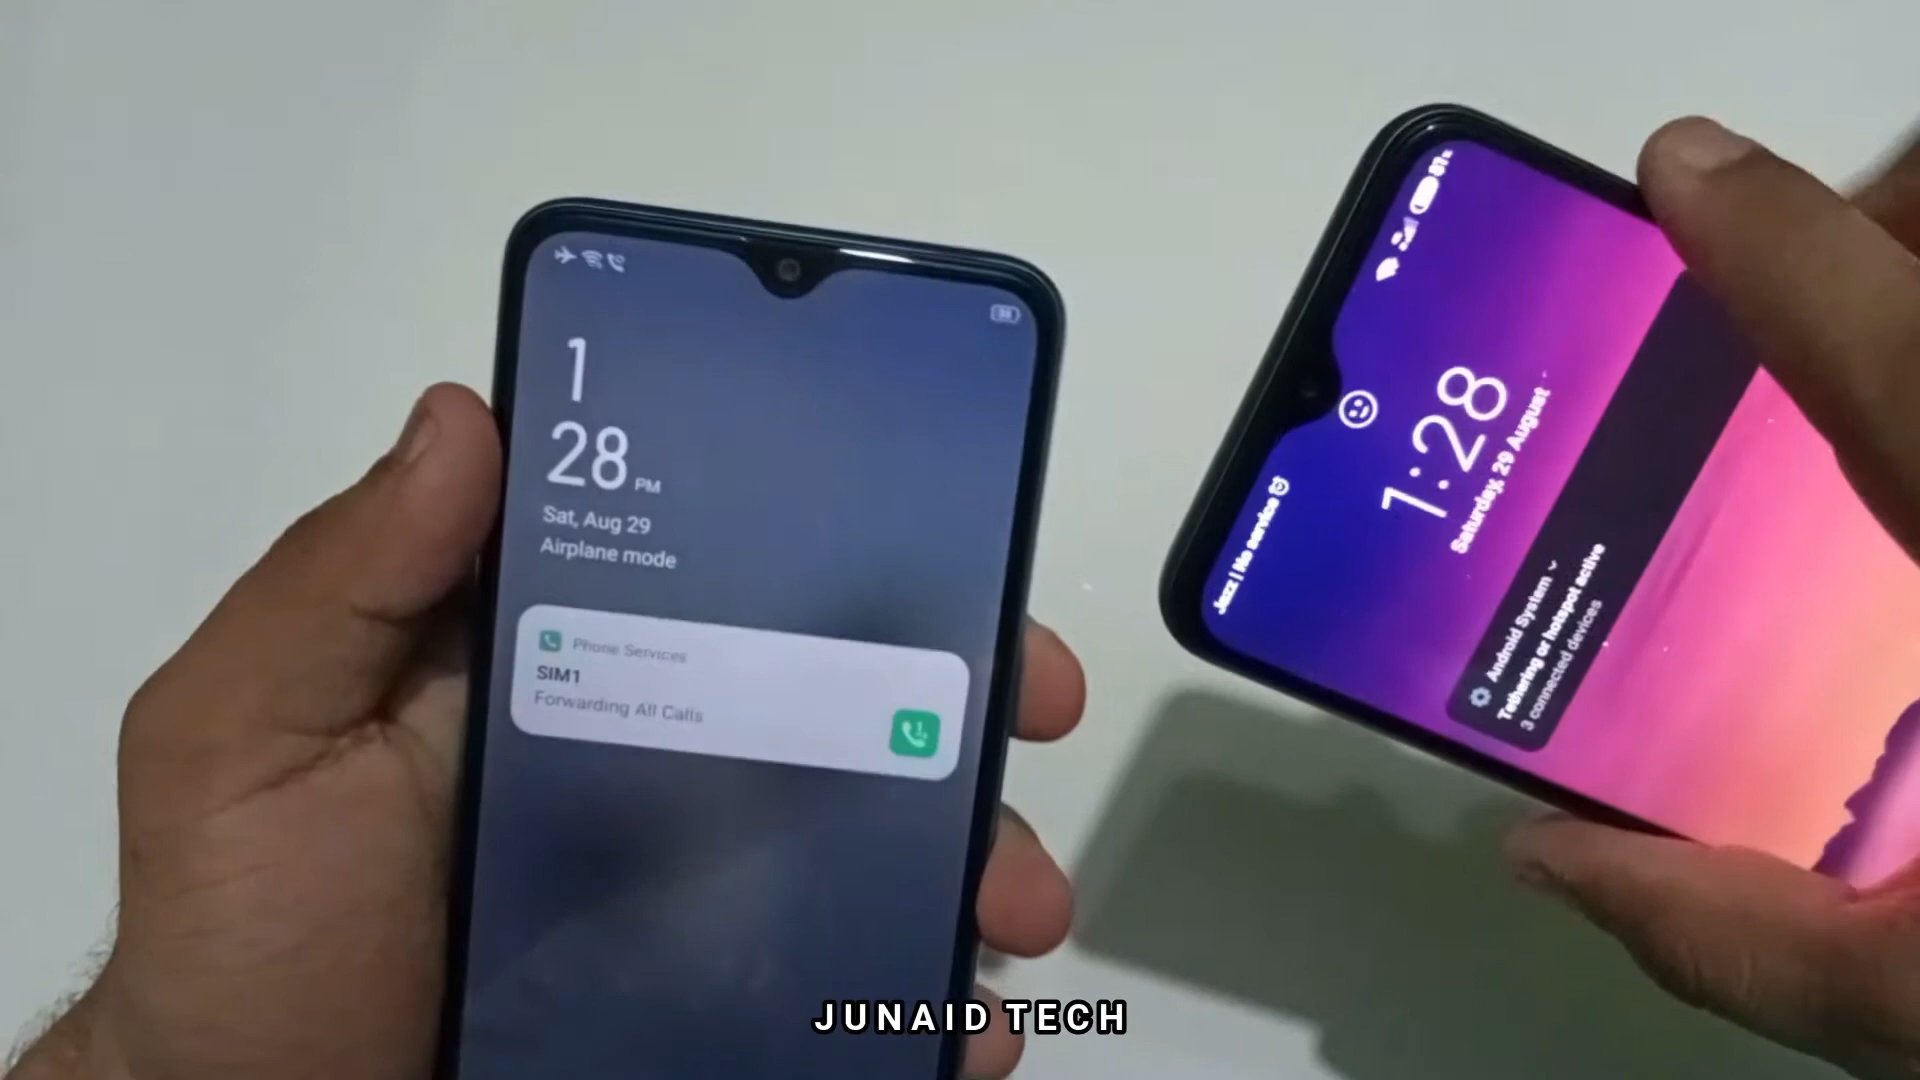 1
28 PM
Sat, Aug 29
Airplane mode
Phone Services
SIM1
Forwarding All Calls
81%
Jazz | No service
1:28
Saturday, 29 August
Android System
Tethering or hotspot active
3 connected devices
JUNAID TECH